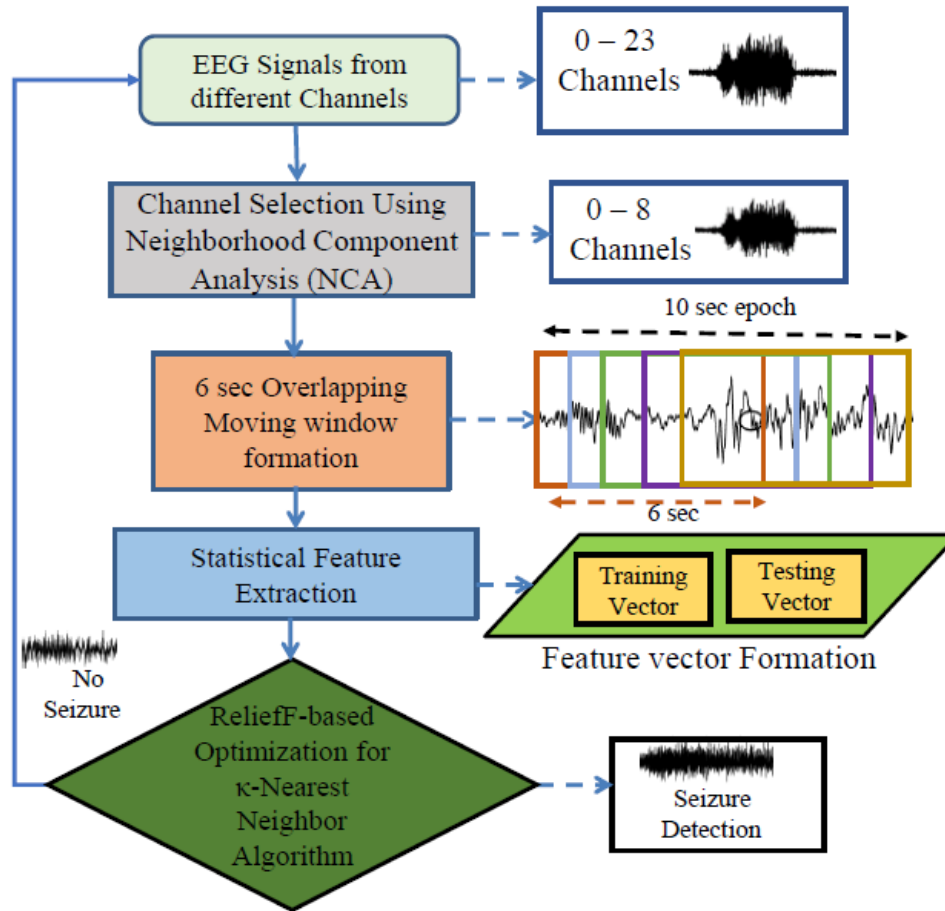 EEG Signals from
different Channels
0 – 23
Channels
Channel Selection Using
Neighborhood Component
Analysis (NCA)
0 – 8
Channels
10 sec epoch
6 sec Overlapping
Moving window
formation
6 sec
Statistical Feature
Extraction
Training
Vector
Testing
Vector
Feature vector Formation
No
Seizure
ReliefF-based
Optimization for
κ-Nearest
Neighbor
Algorithm
Seizure
Detection